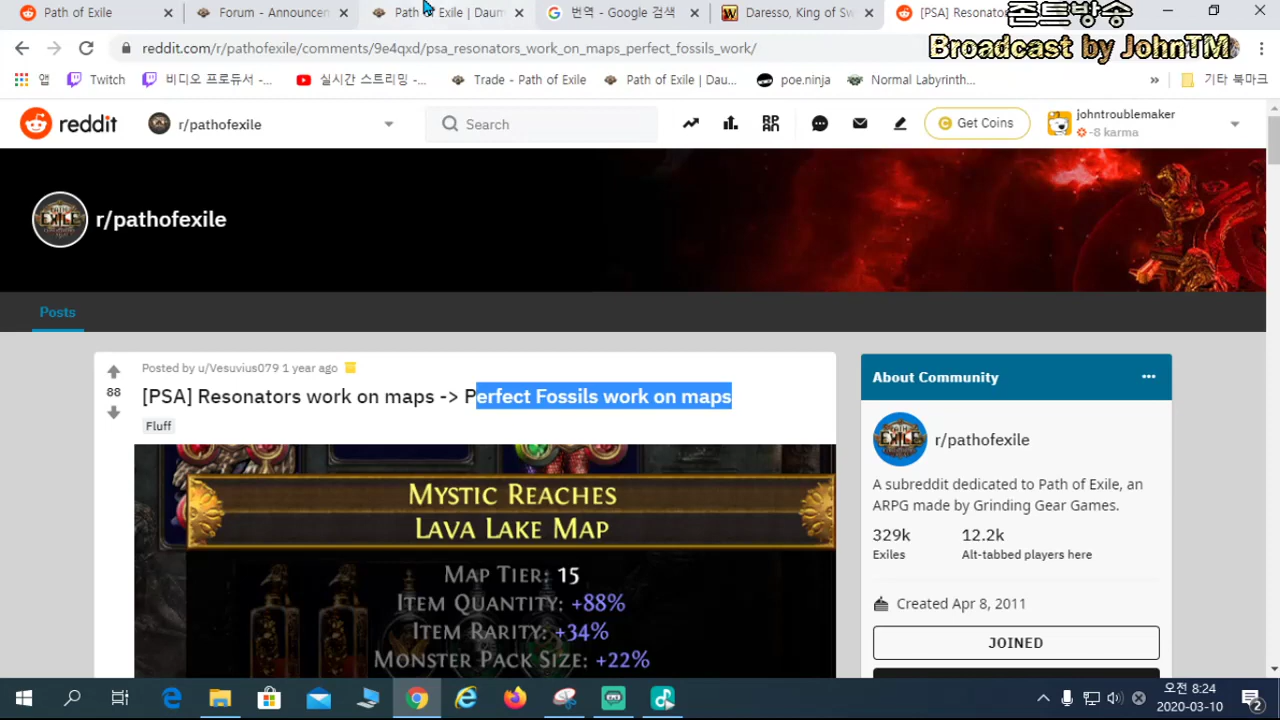 Path of Exile
Forum - Announcen
Path of Exile | Daum
번역 - Google 검색
Daresso, King of Sw
[PSA] Resonato
존트방송
Broadcast by JohnTM
reddit.com/r/pathofexile/comments/9e4qxd/psa_resonators_work_on_maps_perfect_fossils_work/
앱
Twitch
비디오 프로듀서 -...
실시간 스트리밍 -...
Trade - Path of Exile
Path of Exile | Dau...
poe.ninja
Normal Labyrinth...
»
기타 북마크
reddit
r/pathofexile
Search
Get Coins
johntroublemaker
-8 karma
r/pathofexile
Posts
Posted by u/Vesuvius079 1 year ago
88
[PSA] Resonators work on maps -> Perfect Fossils work on maps
Fluff
Mystic Reaches
Lava Lake Map
Map Tier: 15
Item Quantity: +88%
Item Rarity: +34%
Monster Pack Size: +22%
About Community
r/pathofexile
A subreddit dedicated to Path of Exile, an
ARPG made by Grinding Gear Games.
329k
12.2k
Exiles
Alt-tabbed players here
Created Apr 8, 2011
JOINED
오전 8:24
2020-03-10
2